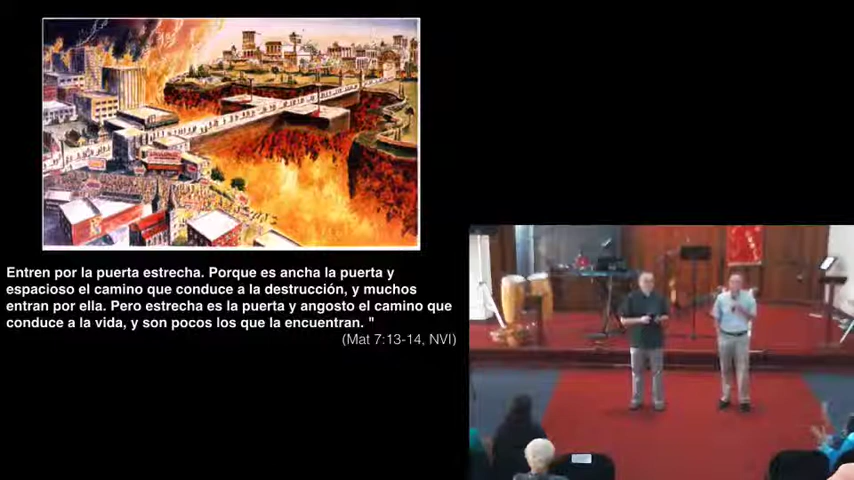 Entren por la puerta estrecha. Porque es ancha la puerta y
espacioso el camino que conduce a la destrucción, y muchos
entran por ella. Pero estrecha es la puerta y angosto el camino que
conduce a la vida, y son pocos los que la encuentran. "
(Mat 7:13-14, NVI)